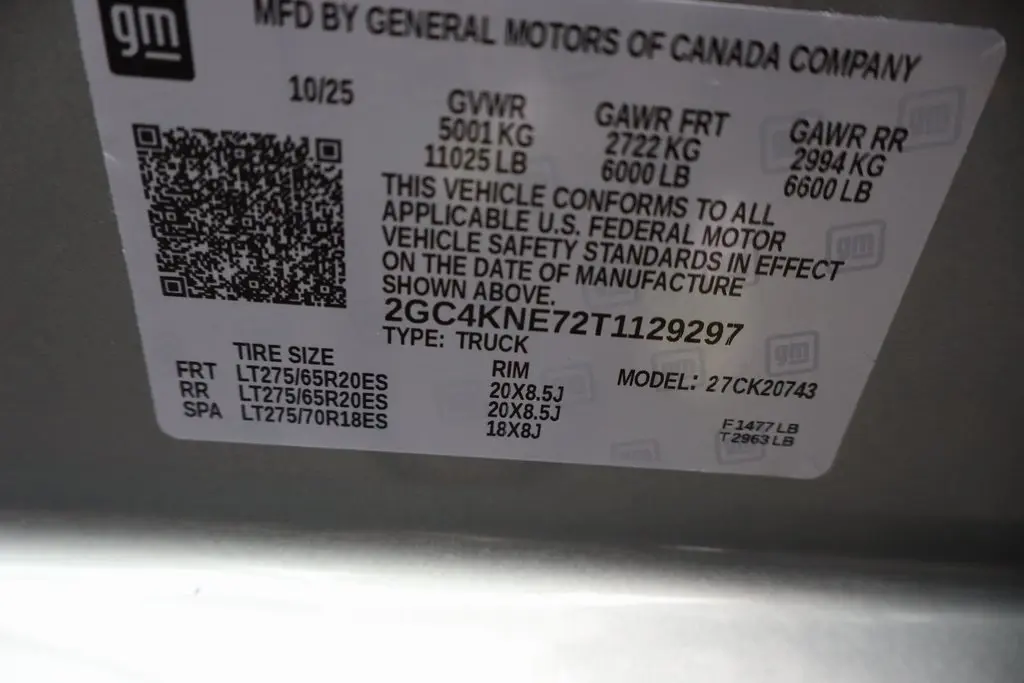 gm
MFD BY GENERAL MOTORS OF CANADA COMPANY
10/25
GVWR
5001 KG
11025 LB
GAWR FRT
2722 KG
6000 LB
GAWR RR
2994 KG
6600 LB
THIS VEHICLE CONFORMS TO ALL
APPLICABLE U.S. FEDERAL MOTOR
VEHICLE SAFETY STANDARDS IN EFFECT
ON THE DATE OF MANUFACTURE
SHOWN ABOVE.
2GC4KNE72T1129297
TYPE: TRUCK
TIRE SIZE RIM
FRT LT275/65R20ES 20X8.5J
RR LT275/65R20ES 20X8.5J
SPA LT275/70R18ES 18X8J
MODEL: 27CK20743
F1477 LB
T2963 LB